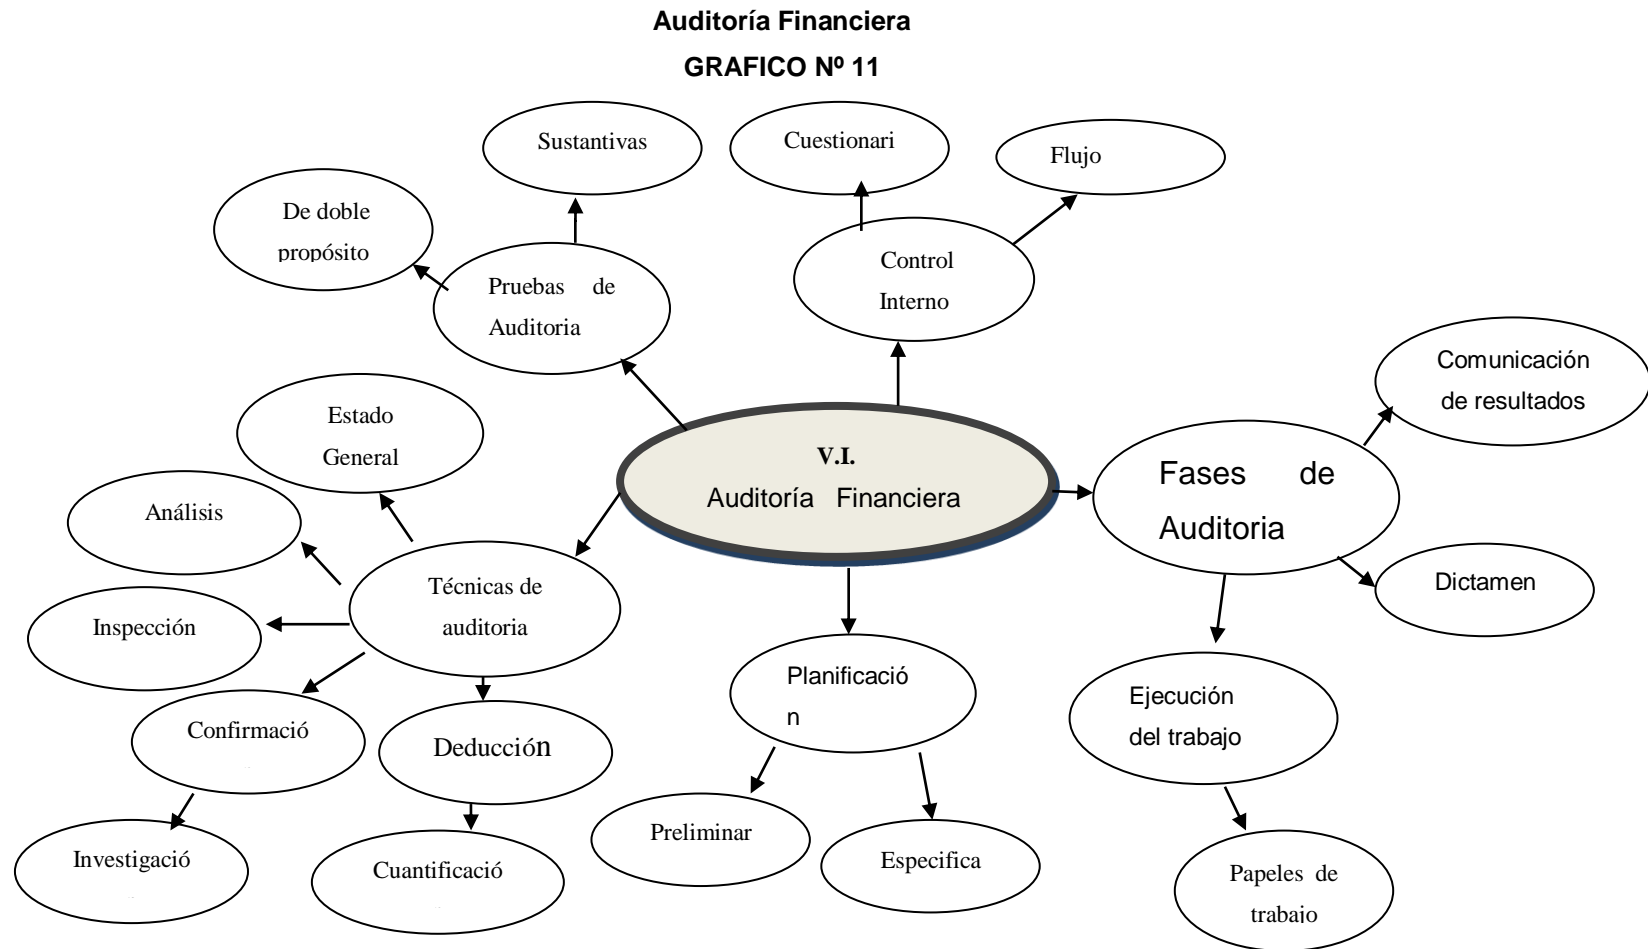 Auditoría Financiera
GRAFICO Nº 11
Sustantivas
Cuestionari
Flujo
De doble
propósito
Pruebas de
Auditoria
Control
Interno
Comunicación
de resultados
Estado
General
V.I.
Auditoría Financiera
Fases de
Auditoria
Análisis
Técnicas de
auditoria
Dictamen
Inspección
Planificació
n
Ejecución
del trabajo
Confirmació
Deducción
Preliminar
Especifica
Investigació
Cuantificació
Papeles de
trabajo